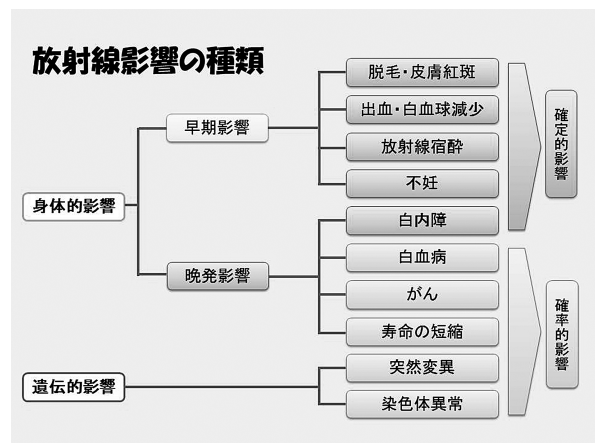 放射線影響の種類
脱毛・皮膚紅斑
出血・白血球減少
早期影響
放射線宿酔
確定的影響
不妊
身体的影響
白内障
白血病
晩発影響
がん
確率的影響
寿命の短縮
突然変異
遺伝的影響
染色体異常